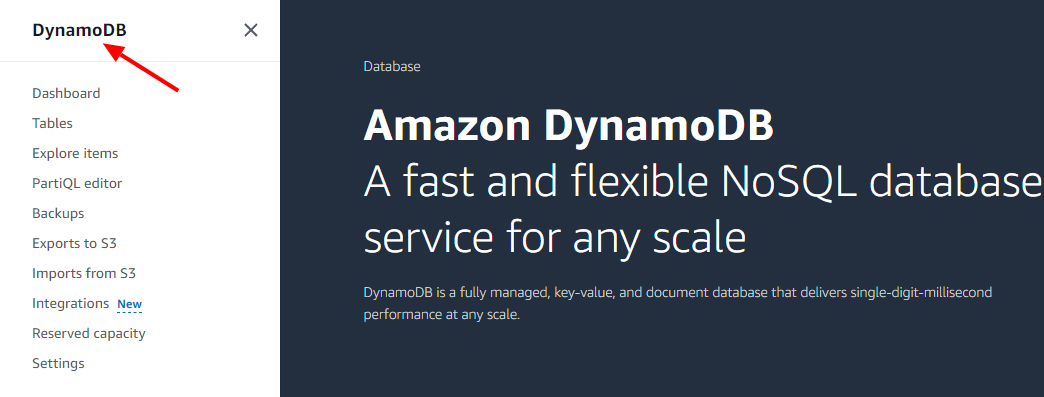 DynamoDB
Dashboard
Tables
Explore items
PartiQL editor
Backups
Exports to S3
Imports from S3
Integrations New
Reserved capacity
Settings
Database
Amazon DynamoDB
A fast and flexible NoSQL database
service for any scale
DynamoDB is a fully managed, key-value, and document database that delivers single-digit-millisecond
performance at any scale.